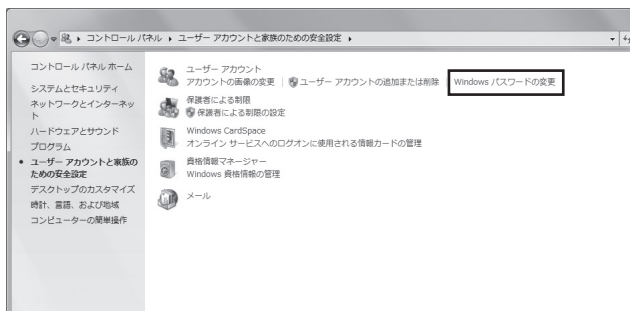 コントロール パネル ▸ ユーザー アカウントと家族のための安全設定 ▸
コントロール パネル ホーム
システムとセキュリティ
ネットワークとインターネッ
ト
ハードウェアとサウンド
プログラム
ユーザー アカウントと家族の
ための安全設定
デスクトップのカスタマイズ
時計、言語、および地域
コンピューターの簡単操作
ユーザー アカウント
アカウントの画像の変更 | ユーザー アカウントの追加または削除 | Windows パスワードの変更
保護者による制限
保護者による制限の設定
Windows CardSpace
オンライン サービスへのログオンに使用される情報カードの管理
資格情報マネージャー
Windows 資格情報の管理
メール